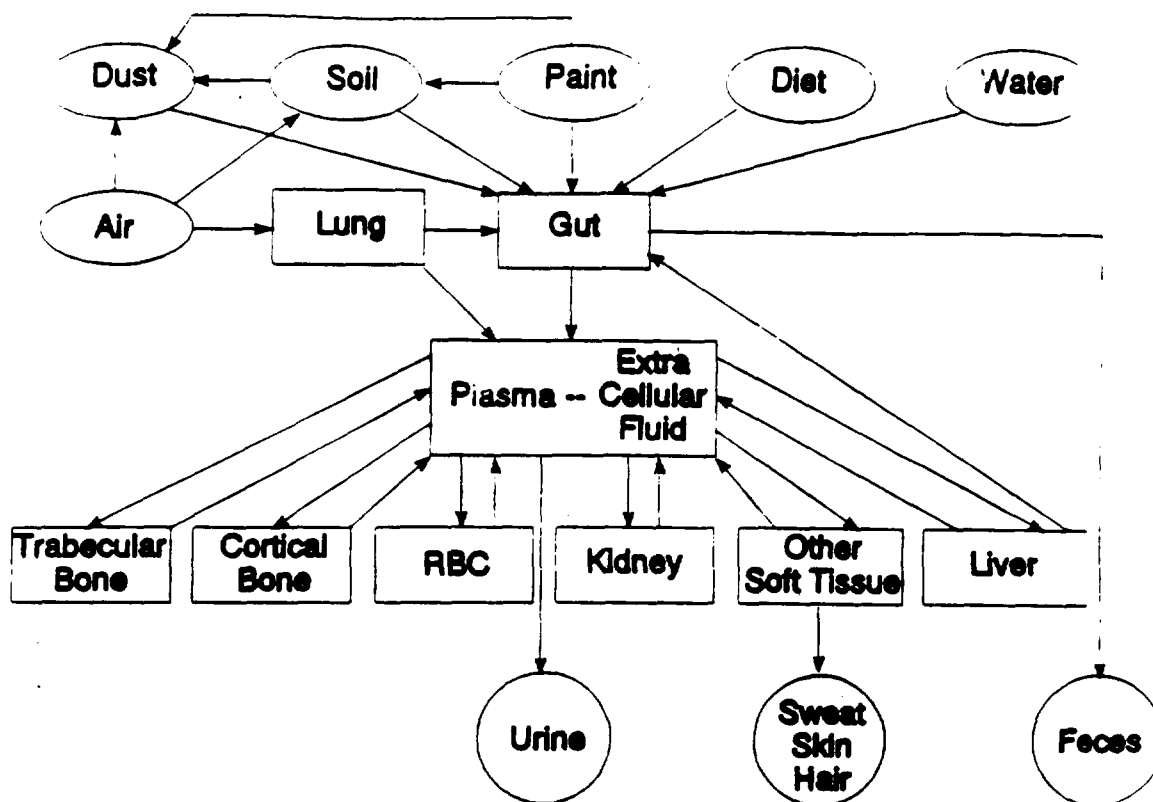 Dust
Soil
Paint
Diet
Water
Air
Lung
Gut
Extra
Plasma -- Cellular
Fluid
Trabecular
Bone
Cortical
Bone
RBC
Kidney
Other
Soft Tissue
Liver
Urine
Sweat
Skin
Hair
Feces